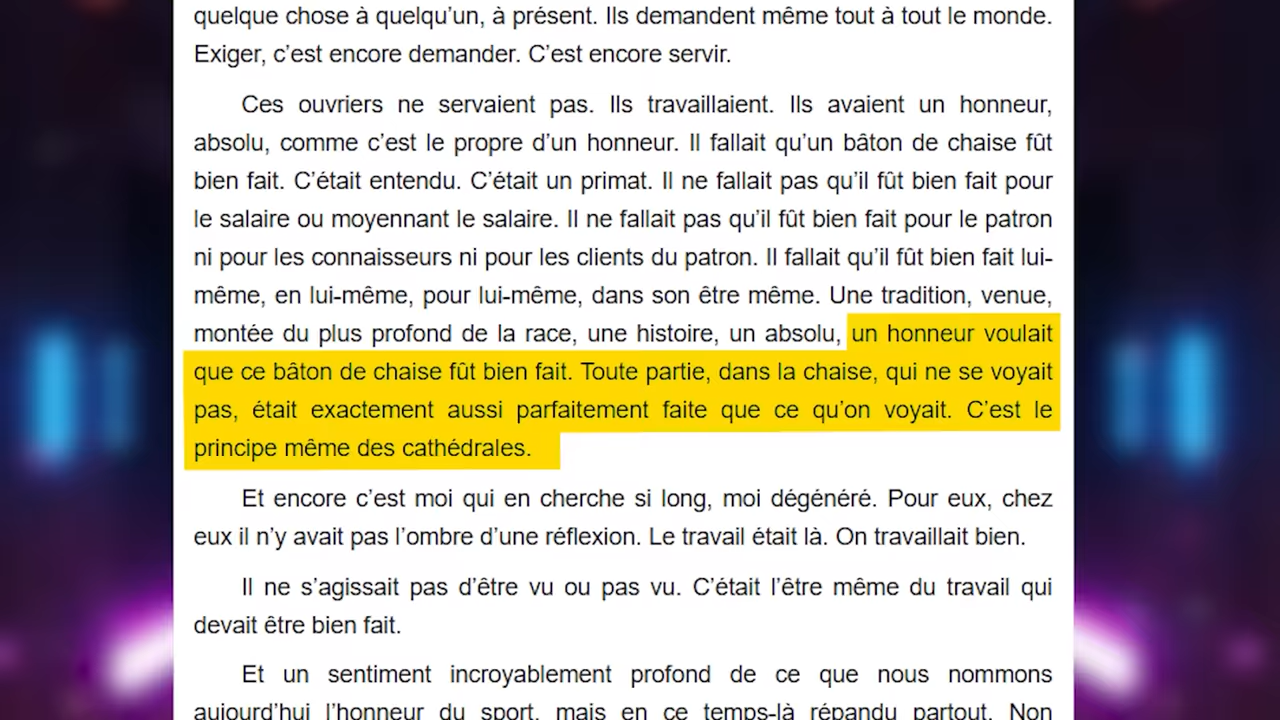 quelque chose à quelqu’un, à présent. Ils demandent même tout à tout le monde.
Exiger, c’est encore demander. C’est encore servir.
Ces ouvriers ne servaient pas. Ils travaillaient. Ils avaient un honneur,
absolu, comme c’est le propre d’un honneur. Il fallait qu’un bâton de chaise fût
bien fait. C’était entendu. C’était un primat. Il ne fallait pas qu’il fût bien fait pour
le salaire ou moyennant le salaire. Il ne fallait pas qu’il fût bien fait pour le patron
ni pour les connaisseurs ni pour les clients du patron. Il fallait qu’il fût bien fait lui-
même, en lui-même, pour lui-même, dans son être même. Une tradition, venue,
montée du plus profond de la race, une histoire, un absolu, un honneur voulait
que ce bâton de chaise fût bien fait. Toute partie, dans la chaise, qui ne se voyait
pas, était exactement aussi parfaitement faite que ce qu’on voyait. C’est le
principe même des cathédrales.
Et encore c’est moi qui en cherche si long, moi dégénéré. Pour eux, chez
eux il n’y avait pas l’ombre d’une réflexion. Le travail était là. On travaillait bien.
Il ne s’agissait pas d’être vu ou pas vu. C’était l’être même du travail qui
devait être bien fait.
Et un sentiment incroyablement profond de ce que nous nommons
aujourd’hui l’honneur du sport, mais en ce temps-là répandu partout. Non